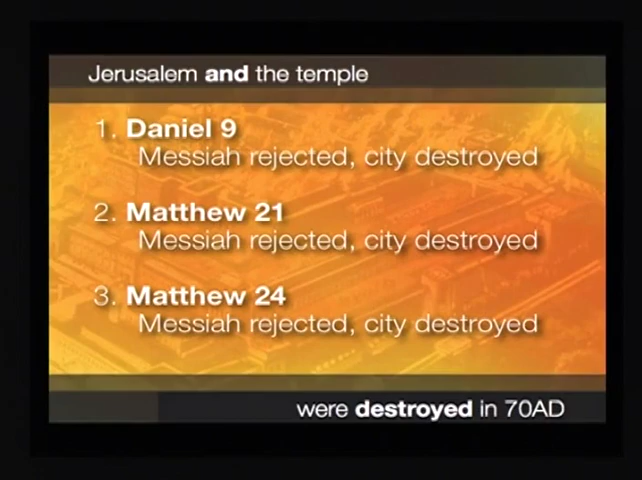 Jerusalem and the temple
1. Daniel 9
Messiah rejected, city destroyed
2. Matthew 21
Messiah rejected, city destroyed
3. Matthew 24
Messiah rejected, city destroyed
were destroyed in 70AD